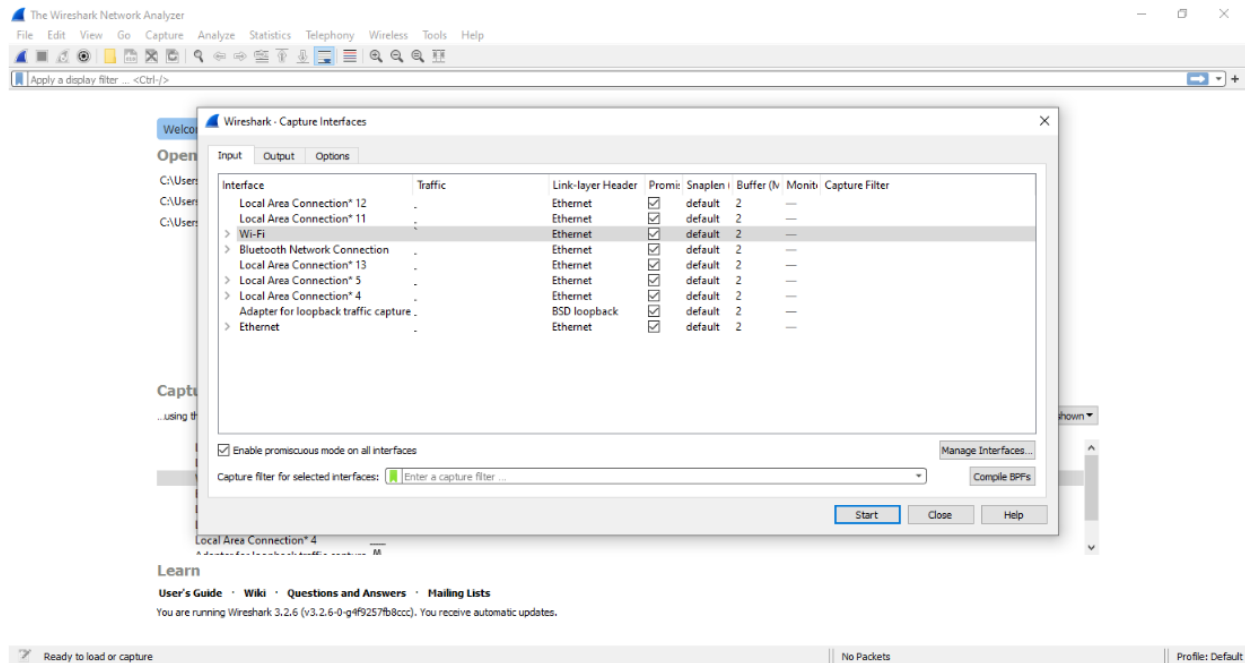 The Wireshark Network Analyzer
File Edit View Go Capture Analyze Statistics Telephony Wireless Tools Help
Apply a display filter ... <Ctrl-/>
Welco
Wireshark - Capture Interfaces
Open
C:\User
C:\User
C:\User
Input Output Options
Interface Traffic Link-layer Header Promi Snaplen Buffer (M Monit Capture Filter
Local Area Connection* 12 Ethernet default 2 —
Local Area Connection* 11 Ethernet default 2 —
Wi-Fi Ethernet default 2 —
Bluetooth Network Connection Ethernet default 2 —
Local Area Connection* 13 Ethernet default 2 —
Local Area Connection* 5 Ethernet default 2 —
Local Area Connection* 4 Ethernet default 2 —
Adapter for loopback traffic capture BSD loopback default 2 —
Ethernet Ethernet default 2 —
Captu
...using th
hown
Enable promiscuous mode on all interfaces
Manage Interfaces...
Capture filter for selected interfaces: Enter a capture filter ...
Compile BPFs
Start Close Help
Local Area Connection* 4
Learn
User's Guide · Wiki · Questions and Answers · Mailing Lists
You are running Wireshark 3.2.6 (v3.2.6-0-g4f9257fb8ccc). You receive automatic updates.
Ready to load or capture
No Packets
Profile: Default